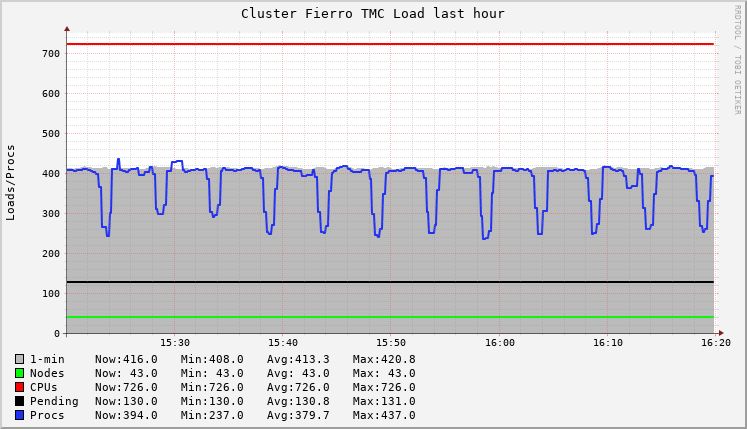 Cluster Fierro TMC Load last hour
RRDTOOL / TOBI OETIKER
Loads/Procs
700
600
500
400
300
200
100
0
15:30 15:40 15:50 16:00 16:10 16:20
1-min Now:416.0 Min:408.0 Avg:413.3 Max:420.8
Nodes Now: 43.0 Min: 43.0 Avg: 43.0 Max: 43.0
CPUs Now:726.0 Min:726.0 Avg:726.0 Max:726.0
Pending Now:130.0 Min:130.0 Avg:130.8 Max:131.0
Procs Now:394.0 Min:237.0 Avg:379.7 Max:437.0